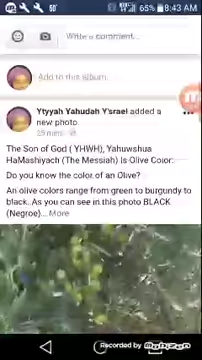 50°
65% 8:43 AM
Write a comment...
Add to this album
Ytyyah Yahudah Y'srael added a
new photo.
29 mins
The Son of God ( YHWH), Yahuwshua
HaMashiyach (The Messiah) Is Olive Color:
Do you know the color of an Olive?
An olive colors range from green to burgundy to
black. As you can see in this photo BLACK
(Negroe)... More
Recorded by Mobizen